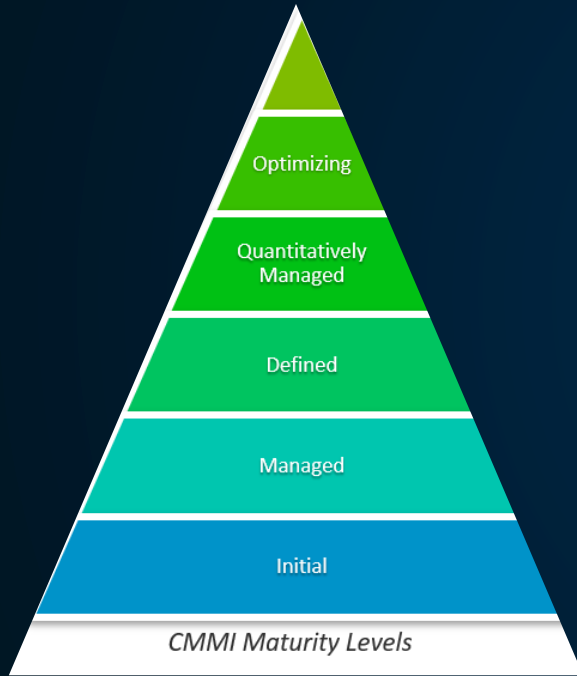 Optimizing
Quantitatively
Managed
Defined
Managed
Initial
CMMI Maturity Levels